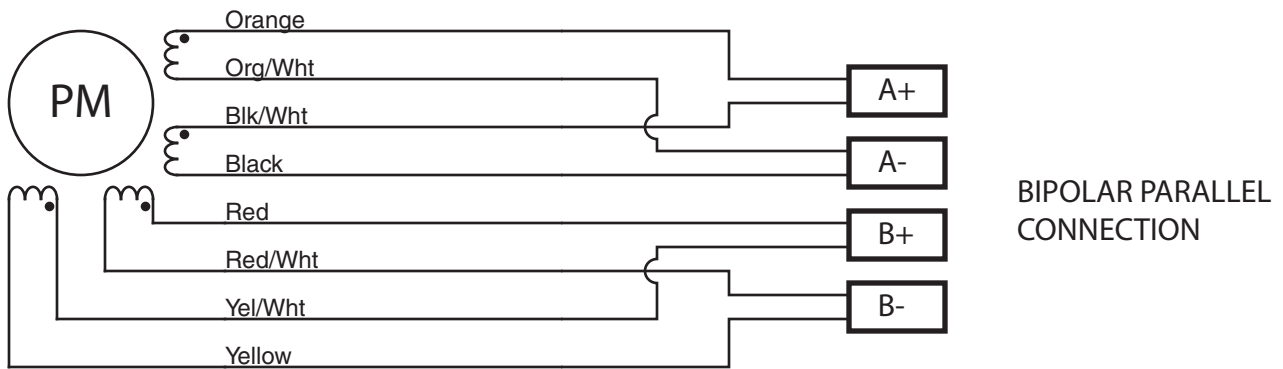 Orange
Org/Wht
A+
PM
Blk/Wht
Black
A-
BIPOLAR PARALLEL
CONNECTION
Red
B+
Red/Wht
Yel/Wht
B-
Yellow